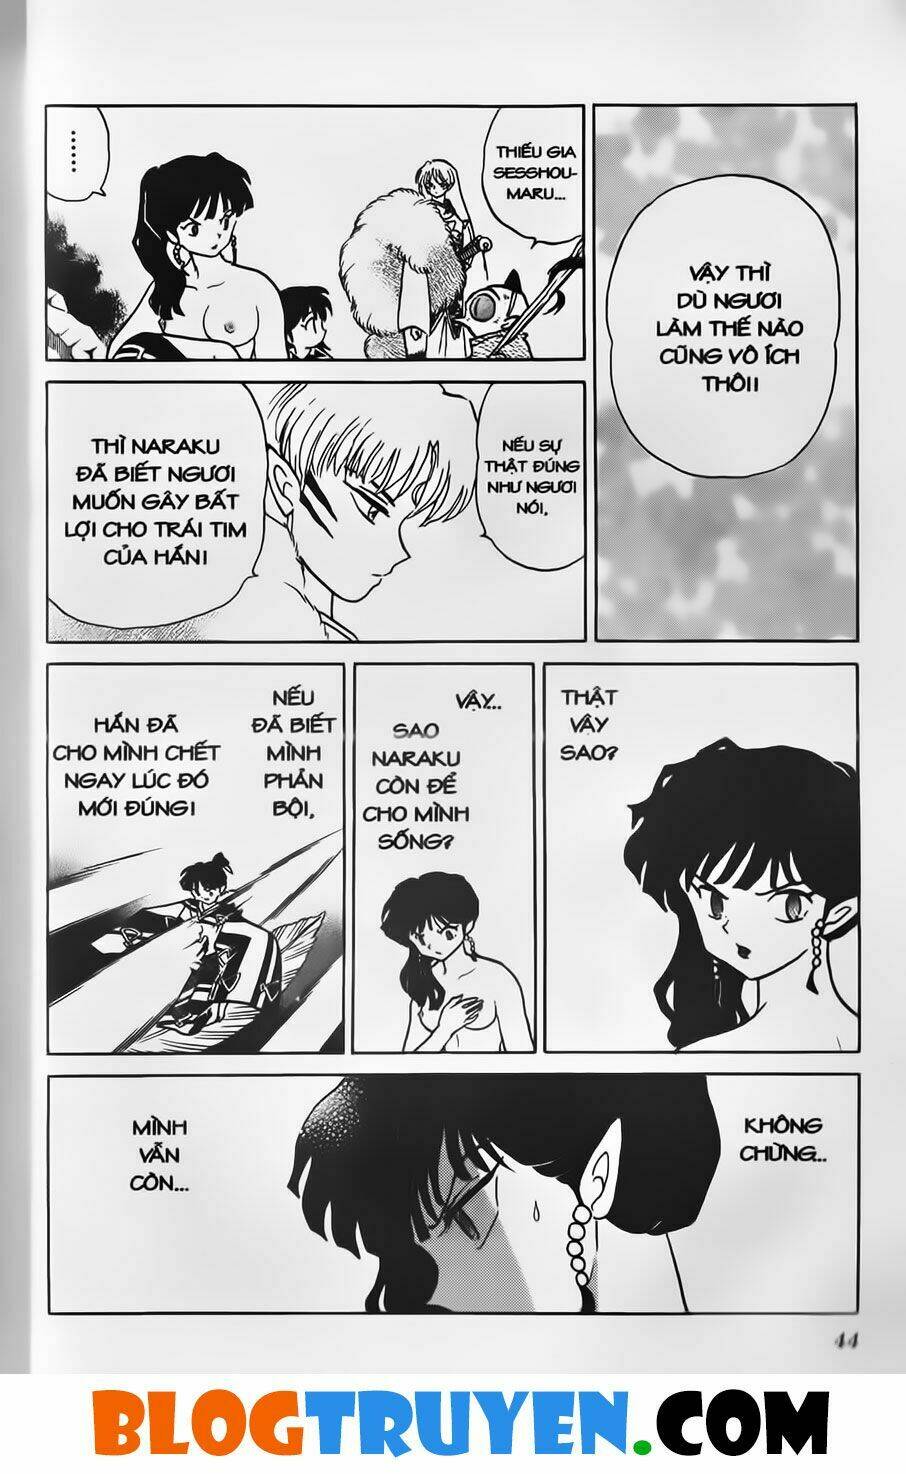 VẬY THÌ
DÙ NGƯƠI
LÀM THẾ NÀO
CŨNG VÔ ÍCH
THÔI!
THIẾU GIA
SESSHOU-
MARU...
........
NẾU SỰ
THẬT ĐÚNG
NHƯ NGƯƠI
NÓI,
THÌ NARAKU
ĐÃ BIẾT NGƯƠI
MUỐN GÂY BẤT
LỢI CHO TRÁI TIM
CỦA HẮN!
THẬT
VẬY
SAO?
VẬY...
SAO
NARAKU
CÒN ĐỂ
CHO MÌNH
SỐNG?
NẾU
ĐÃ BIẾT
MÌNH
PHẢN
BỘI,
HẮN ĐÃ
CHO MÌNH CHẾT
NGAY LÚC ĐÓ
MỚI ĐÚNG!
KHÔNG
CHỪNG...
MÌNH
VẪN
CÒN...
44
BLOGTRUYEN.COM